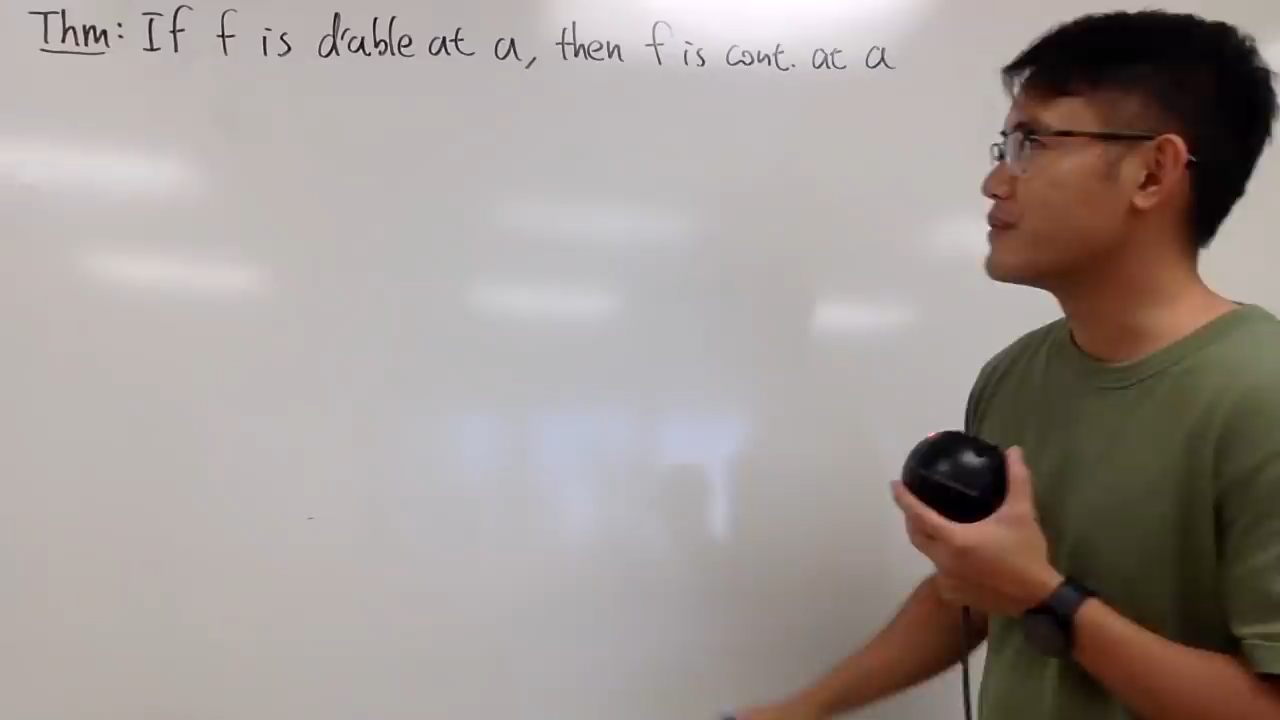 Thm: If f is d'able at a, then f is cont. at a